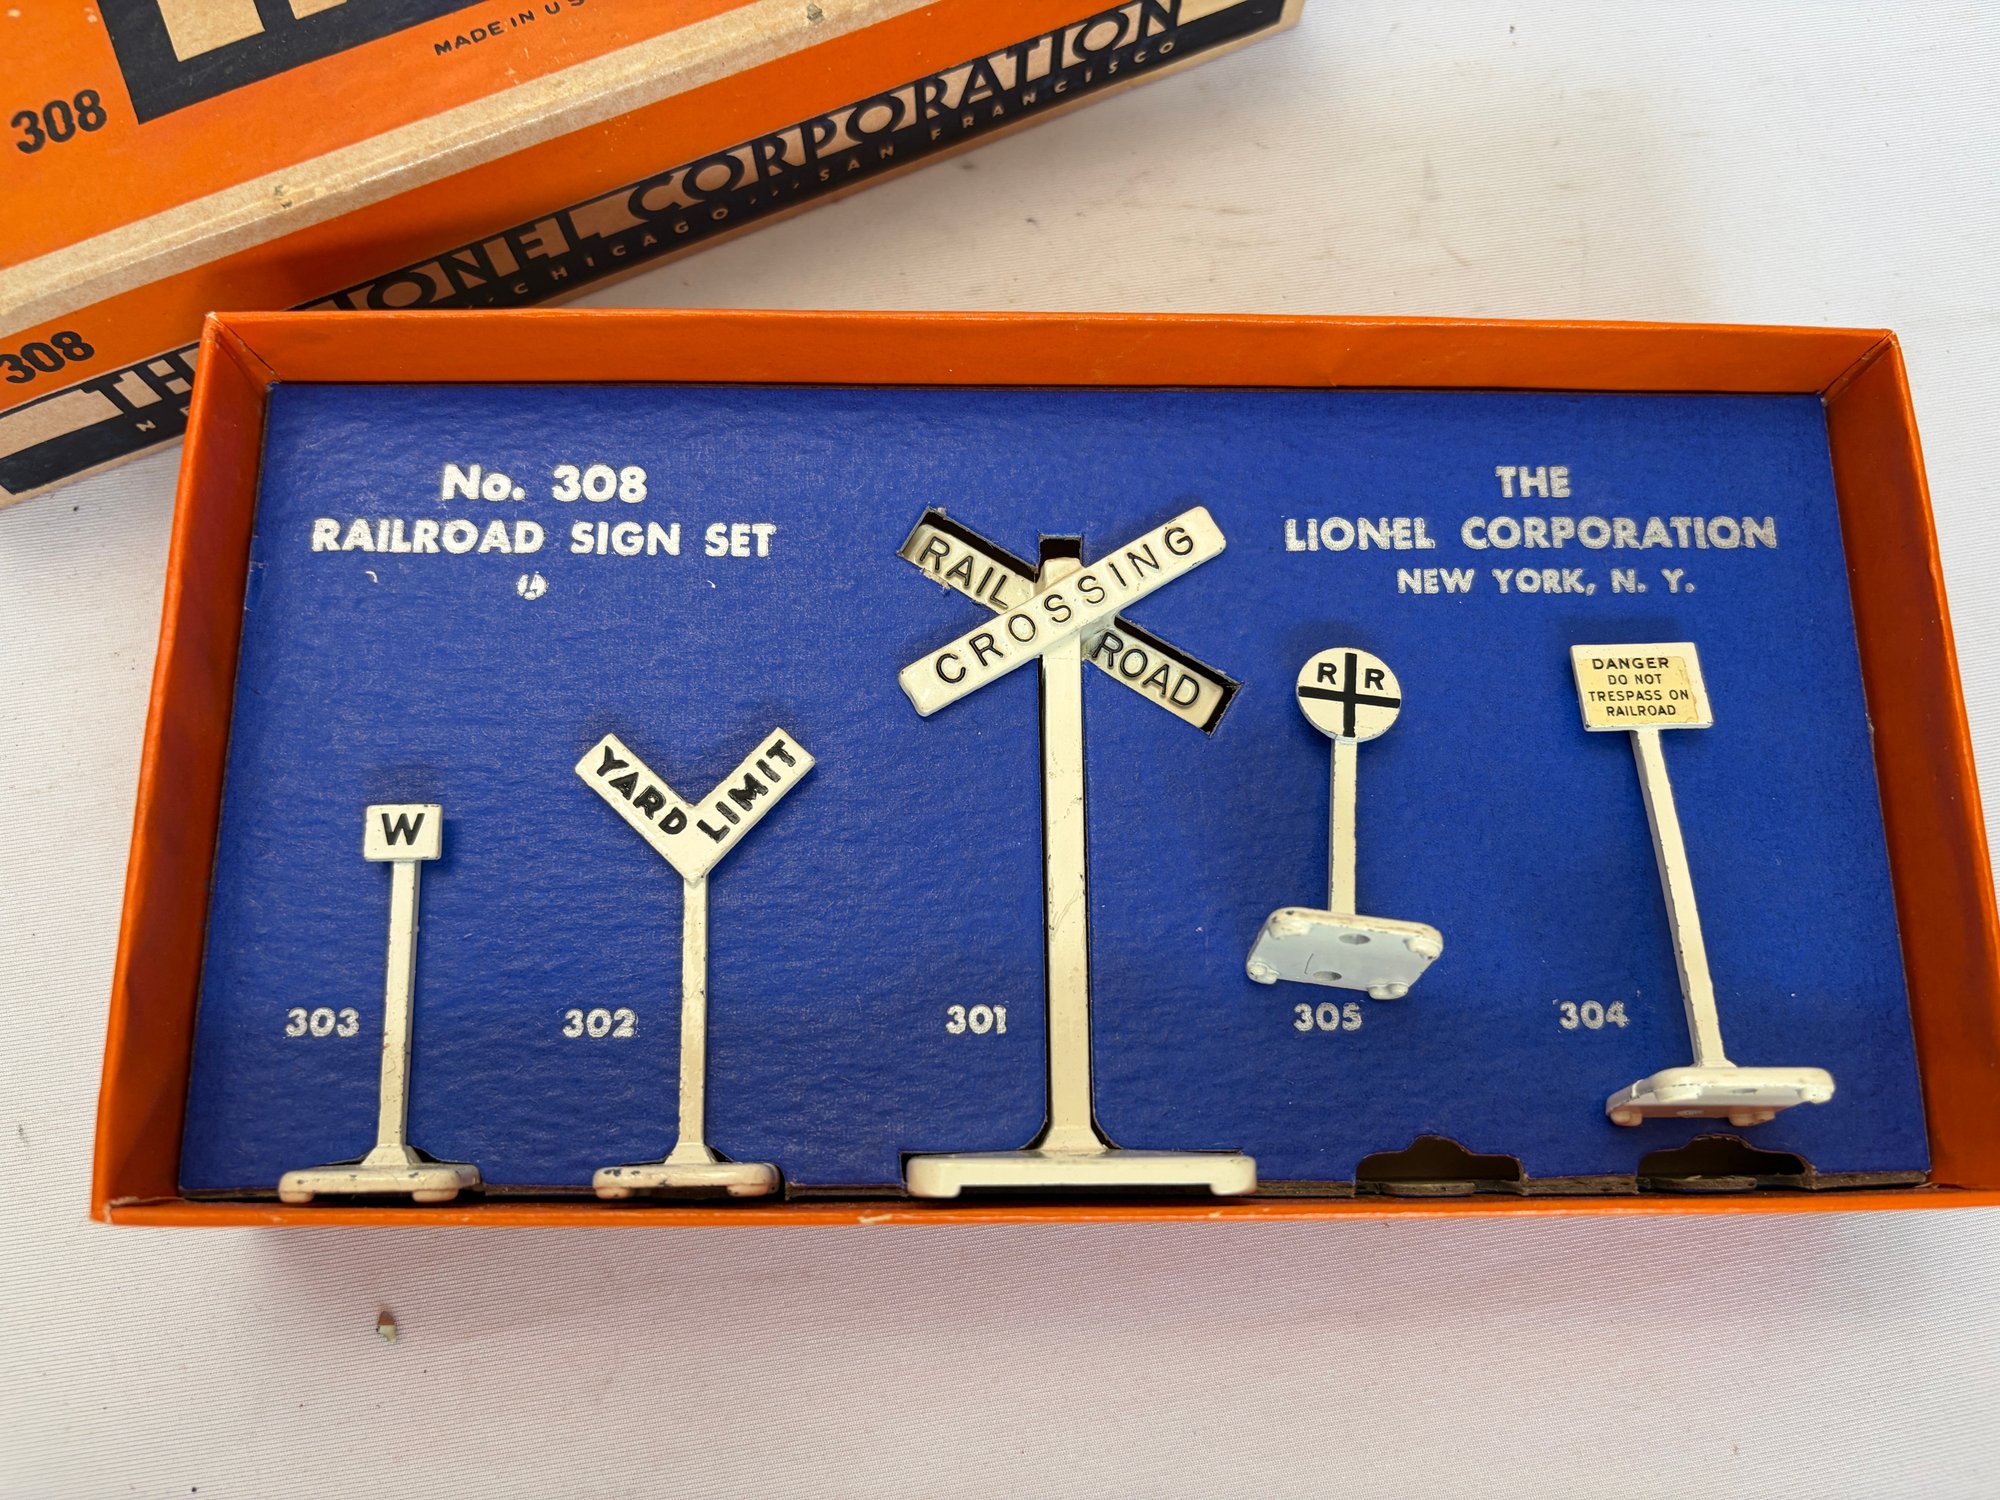 MADE IN U S
308
LIONEL CORPORATION
CHICAGO SAN FRANCISCO
308
No. 308
RAILROAD SIGN SET
THE
LIONEL CORPORATION
NEW YORK, N. Y.
RAIL ROAD
CROSSING
R R
DANGER
DO NOT
TRESPASS ON
RAILROAD
YARD LIMIT
W
303
302
301
305
304